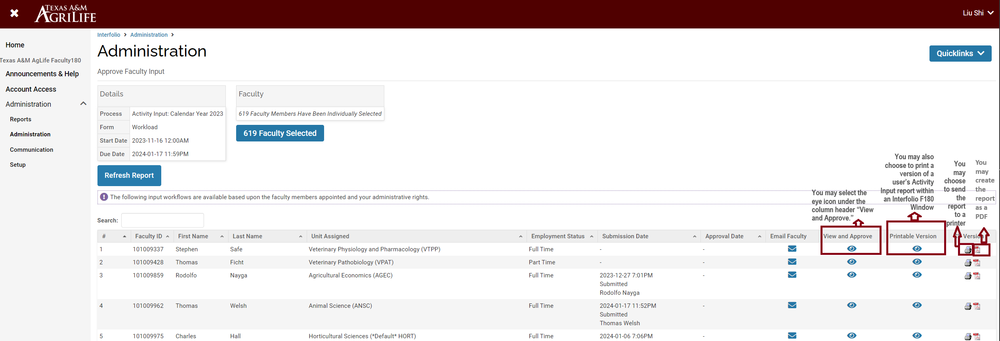 TEXAS A&M
AGRILIFE
Liu Shi
Home
Texas A&M AgLife Faculty180
Announcements & Help
Account Access
Administration
Reports
Administration
Communication
Setup
Interfolio
Administration
Administration
Quicklinks
Approve Faculty Input
Details
Process Activity Input: Calendar Year 2023
Form Workload
Start Date 2023-11-16 12:00AM
Due Date 2024-01-17 11:59PM
Faculty
619 Faculty Members Have Been Individually Selected
619 Faculty Selected
Refresh Report
The following input workflows are available based upon the faculty members appointed and your administrative rights.
You may select the
eye icon under the
column header “View
and Approve.”
You may also
choose to print a
version of a
user’s Activity
Input report within
an Interfolio F180
Window
You
may
choose
to send
the
report
to a
printer
You
may
create
the
report
as a
PDF
Search:
# Faculty ID First Name Last Name Unit Assigned Employment Status Submission Date Approval Date Email Faculty View and Approve Printable Version
1 101009337 Stephen Safe Veterinary Physiology and Pharmacology (VTPP) Full Time - -
2 101009428 Thomas Ficht Veterinary Pathobiology (VPAT) Part Time - -
3 101009859 Rodolfo Nayga Agricultural Economics (AGEC) Full Time 2023-12-27 7:01PM -
Submitted
Rodolfo Nayga
4 101009962 Thomas Welsh Animal Science (ANSC) Full Time 2024-01-17 11:52PM -
Submitted
Thomas Welsh
5 101009975 Charles Hall Horticultural Sciences (*Default* HORT) Full Time 2024-01-06 7:06PM -